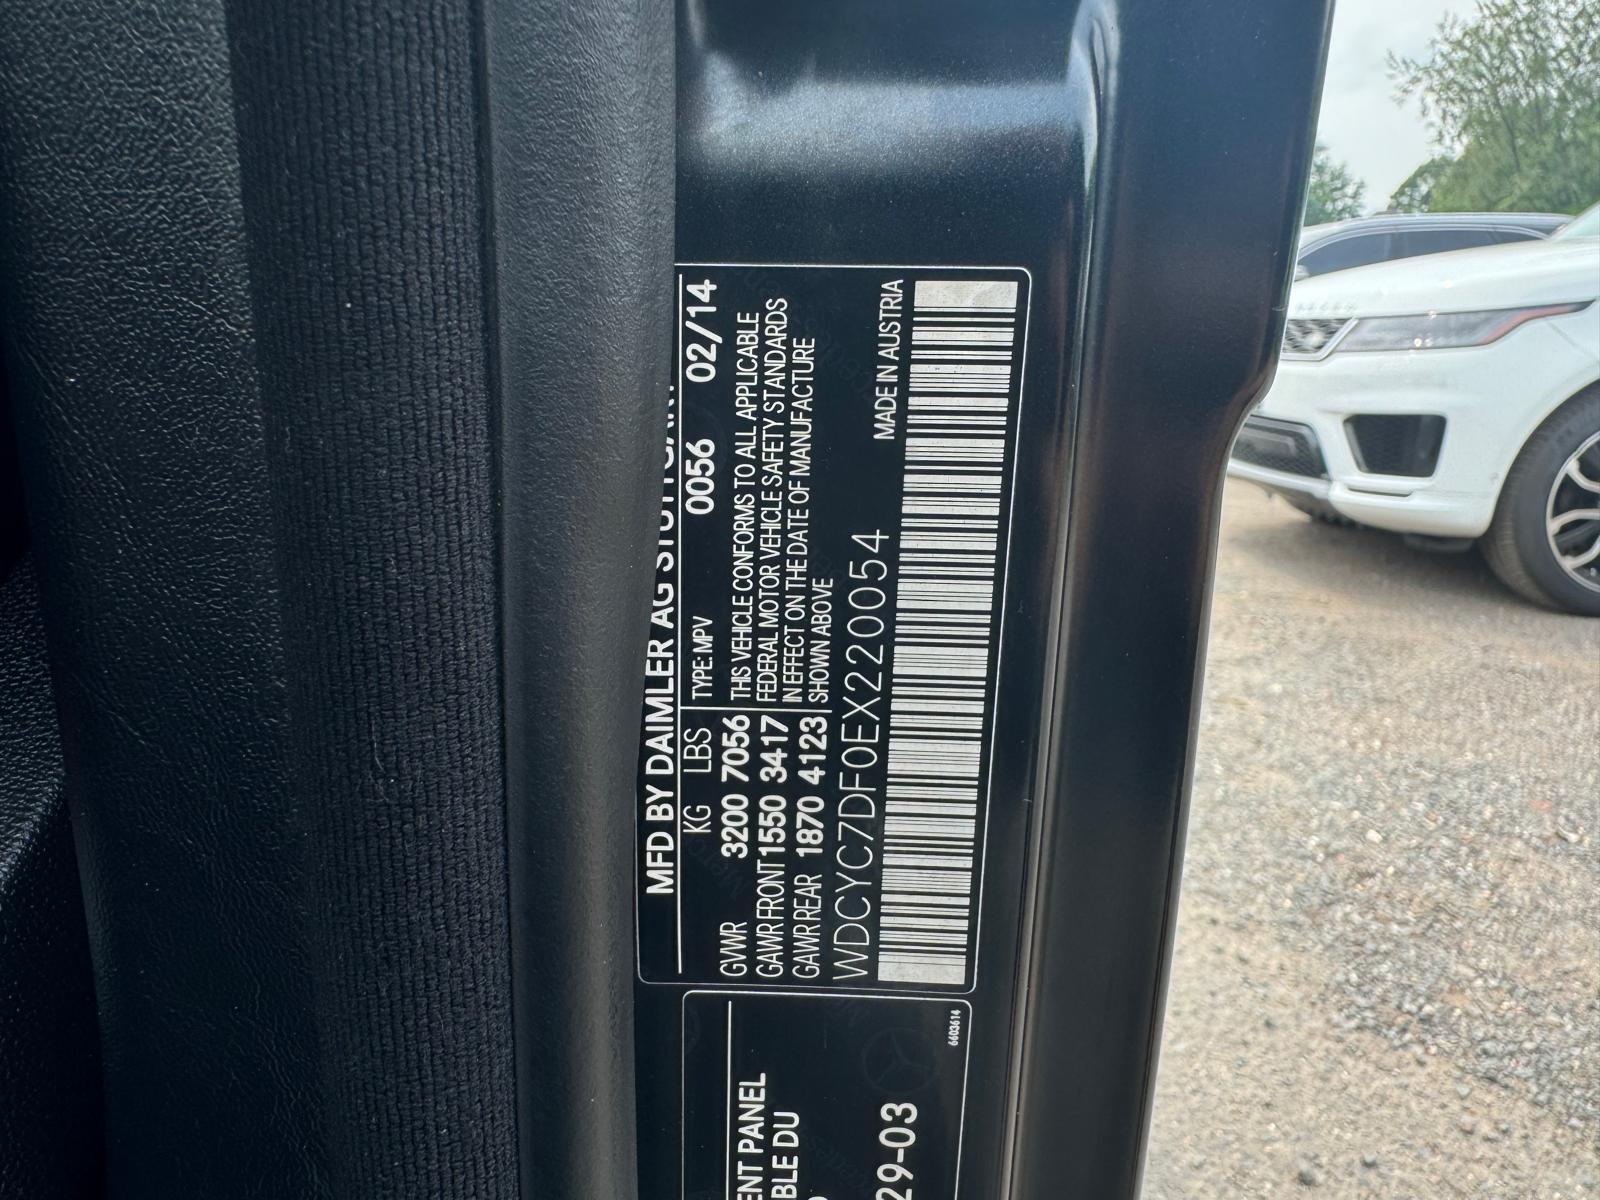 MFD BY DAIMLER AG STUTTGART
KG LBS TYPE: MPV 0056 02/14
GVWR 3200 7056
GAWR FRONT 1550 3417
GAWR REAR 1870 4123
THIS VEHICLE CONFORMS TO ALL APPLICABLE
FEDERAL MOTOR VEHICLE SAFETY STANDARDS
IN EFFECT ON THE DATE OF MANUFACTURE
SHOWN ABOVE
WDCYC7DF0EX220054
MADE IN AUSTRIA
PANEL
DU
29-03
6603614